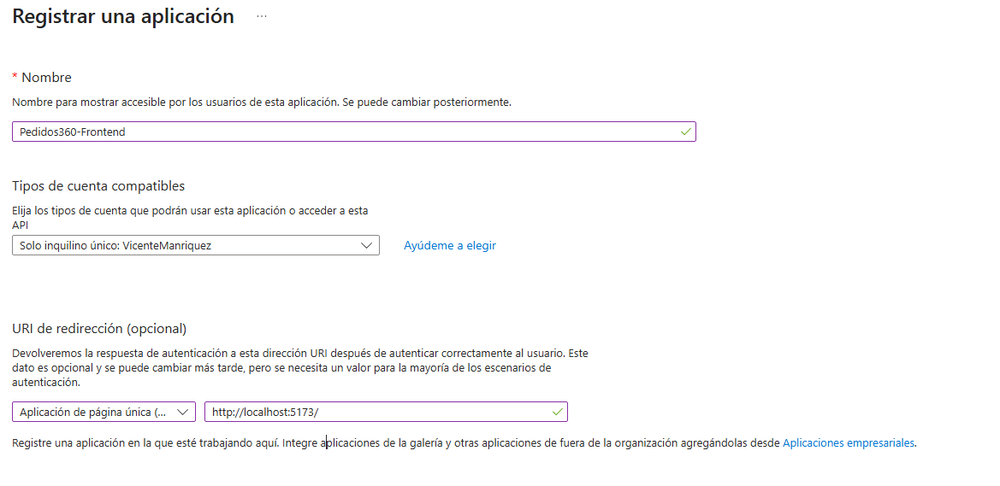 Registrar una aplicación ...
* Nombre
Nombre para mostrar accesible por los usuarios de esta aplicación. Se puede cambiar posteriormente.
Pedidos360-Frontend
Tipos de cuenta compatibles
Elija los tipos de cuenta que podrán usar esta aplicación o acceder a esta
API
Solo inquilino único: VicenteManriquez
Ayúdeme a elegir
URI de redirección (opcional)
Devolveremos la respuesta de autenticación a esta dirección URI después de autenticar correctamente al usuario. Este
dato es opcional y se puede cambiar más tarde, pero se necesita un valor para la mayoría de los escenarios de
autenticación.
Aplicación de página única (...
http://localhost:5173/
Registre una aplicación en la que esté trabajando aquí. Integre aplicaciones de la galería y otras aplicaciones de fuera de la organización agregándolas desde Aplicaciones empresariales.